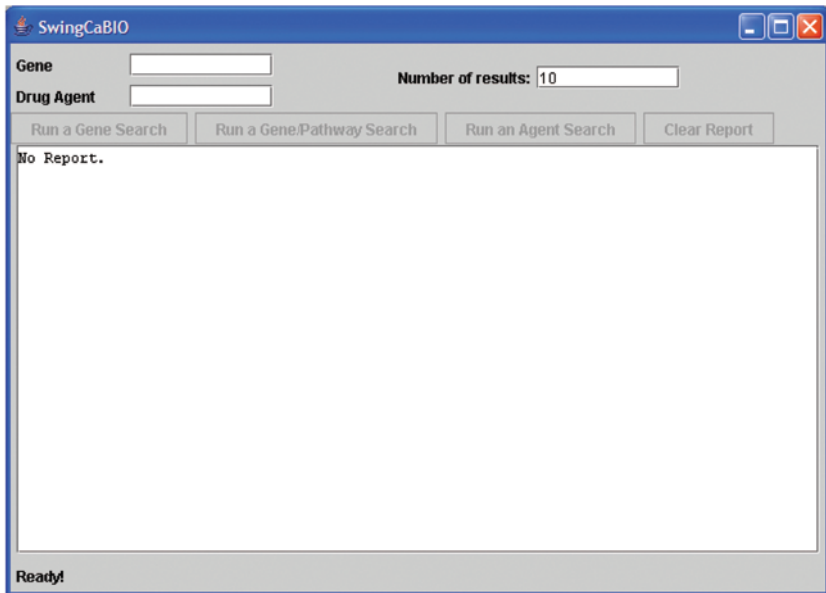 SwingCaBIO
Gene
Number of results: 10
Drug Agent
Run a Gene Search Run a Gene/Pathway Search Run an Agent Search Clear Report
No Report.
Ready!